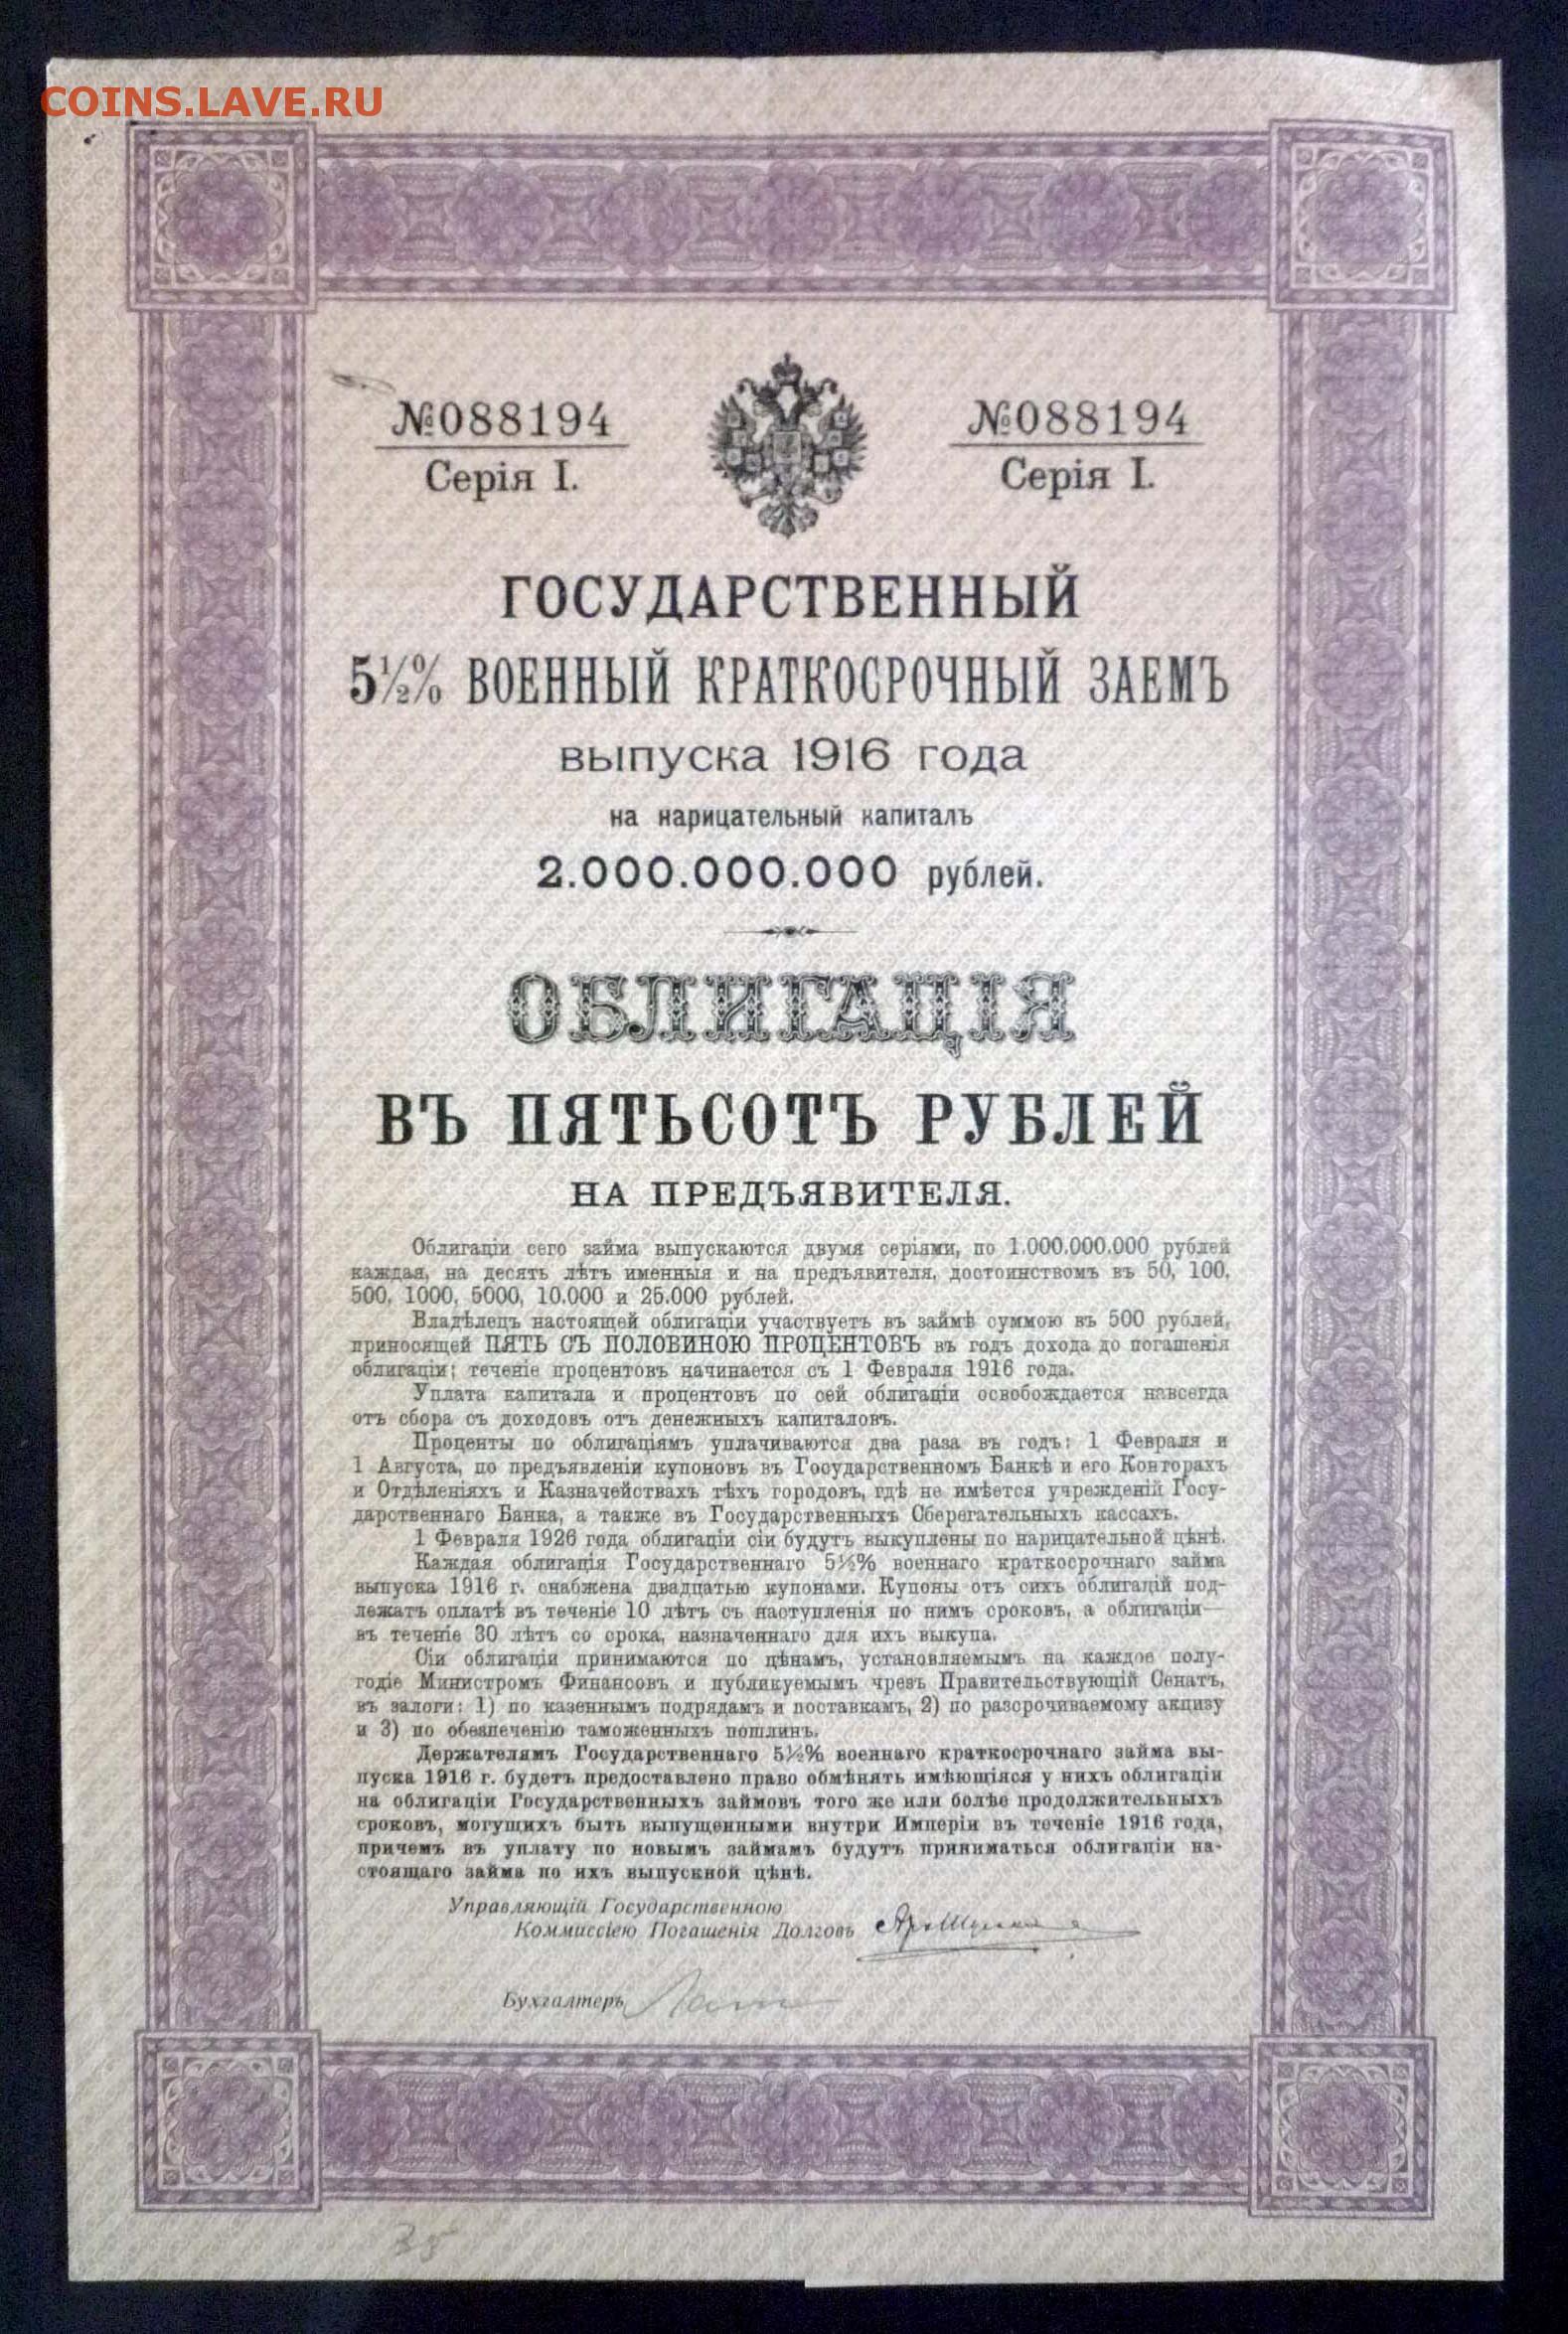 COINS.LAVE.RU
№088194 №088194
Серія I. Серія I.
ГОСУДАРСТВЕННЫЙ
5½% ВОЕННЫЙ КРАТКОСРОЧНЫЙ ЗАЕМЪ
выпуска 1916 года
на нарицательный капиталъ
2.000.000.000 рублей.
ОБЛИГАЦІЯ
ВЪ ПЯТЬСОТЪ РУБЛЕЙ
НА ПРЕДЪЯВИТЕЛЯ.
Облигаціи сего займа выпускаются двумя серіями, по 1.000.000.000 рублей
каждая, на десять лѣтъ именныя и на предъявителя, достоинствомъ въ 50, 100,
500, 1000, 5000, 10.000 и 25.000 рублей.
Владѣлецъ настоящей облигаціи участвуетъ въ займѣ суммою въ 500 рублей,
приносящей ПЯТЬ СЪ ПОЛОВИНОЮ ПРОЦЕНТОВЪ въ годъ дохода до погашенія
облигаціи; теченіе процентовъ начинается съ 1 Февраля 1916 года.
Уплата капитала и процентовъ по сей облигаціи освобождается навсегда
отъ сбора съ доходовъ отъ денежныхъ капиталовъ.
Проценты по облигаціямъ уплачиваются два раза въ годъ: 1 Февраля и
1 Августа, по предъявленіи купоновъ въ Государственномъ Банкѣ и его Конторахъ
и Отдѣленіяхъ и Казначействахъ тѣхъ городовъ, гдѣ не имѣется учрежденій Госу-
дарственнаго Банка, а также въ Государственныхъ Сберегательныхъ кассахъ.
1 Февраля 1926 года облигаціи сіи будутъ выкуплены по нарицательной цѣнѣ.
Каждая облигація Государственнаго 5½% военнаго краткосрочнаго займа
выпуска 1916 г. снабжена двадцатью купонами. Купоны отъ сихъ облигацій под-
лежатъ оплатѣ въ теченіе 10 лѣтъ съ наступленія по нимъ сроковъ, а облигаціи—
въ теченіе 30 лѣтъ со срока, назначеннаго для ихъ выкупа.
Сіи облигаціи принимаются по цѣнамъ, установляемымъ на каждое полу-
годіе Министромъ Финансовъ и публикуемымъ чрезъ Правительствующій Сенатъ,
въ залоги: 1) по казеннымъ подрядамъ и поставкамъ, 2) по разсрочиваемому акцизу
и 3) по обезпеченію таможенныхъ пошлинъ.
Держателямъ Государственнаго 5½% военнаго краткосрочнаго займа вы-
пуска 1916 г. будетъ предоставлено право обмѣнять имѣющіяся у нихъ облигаціи
на облигаціи Государственныхъ займовъ того же или болѣе продолжительныхъ
сроковъ, могущихъ быть выпущенными внутри Имперіи въ теченіе 1916 года,
причемъ въ уплату по новымъ займамъ будутъ приниматься облигаціи на-
стоящаго займа по ихъ выпускной цѣнѣ.
Управляющій Государственною
Коммиссіею Погашенія Долговъ
Бухгалтеръ
35